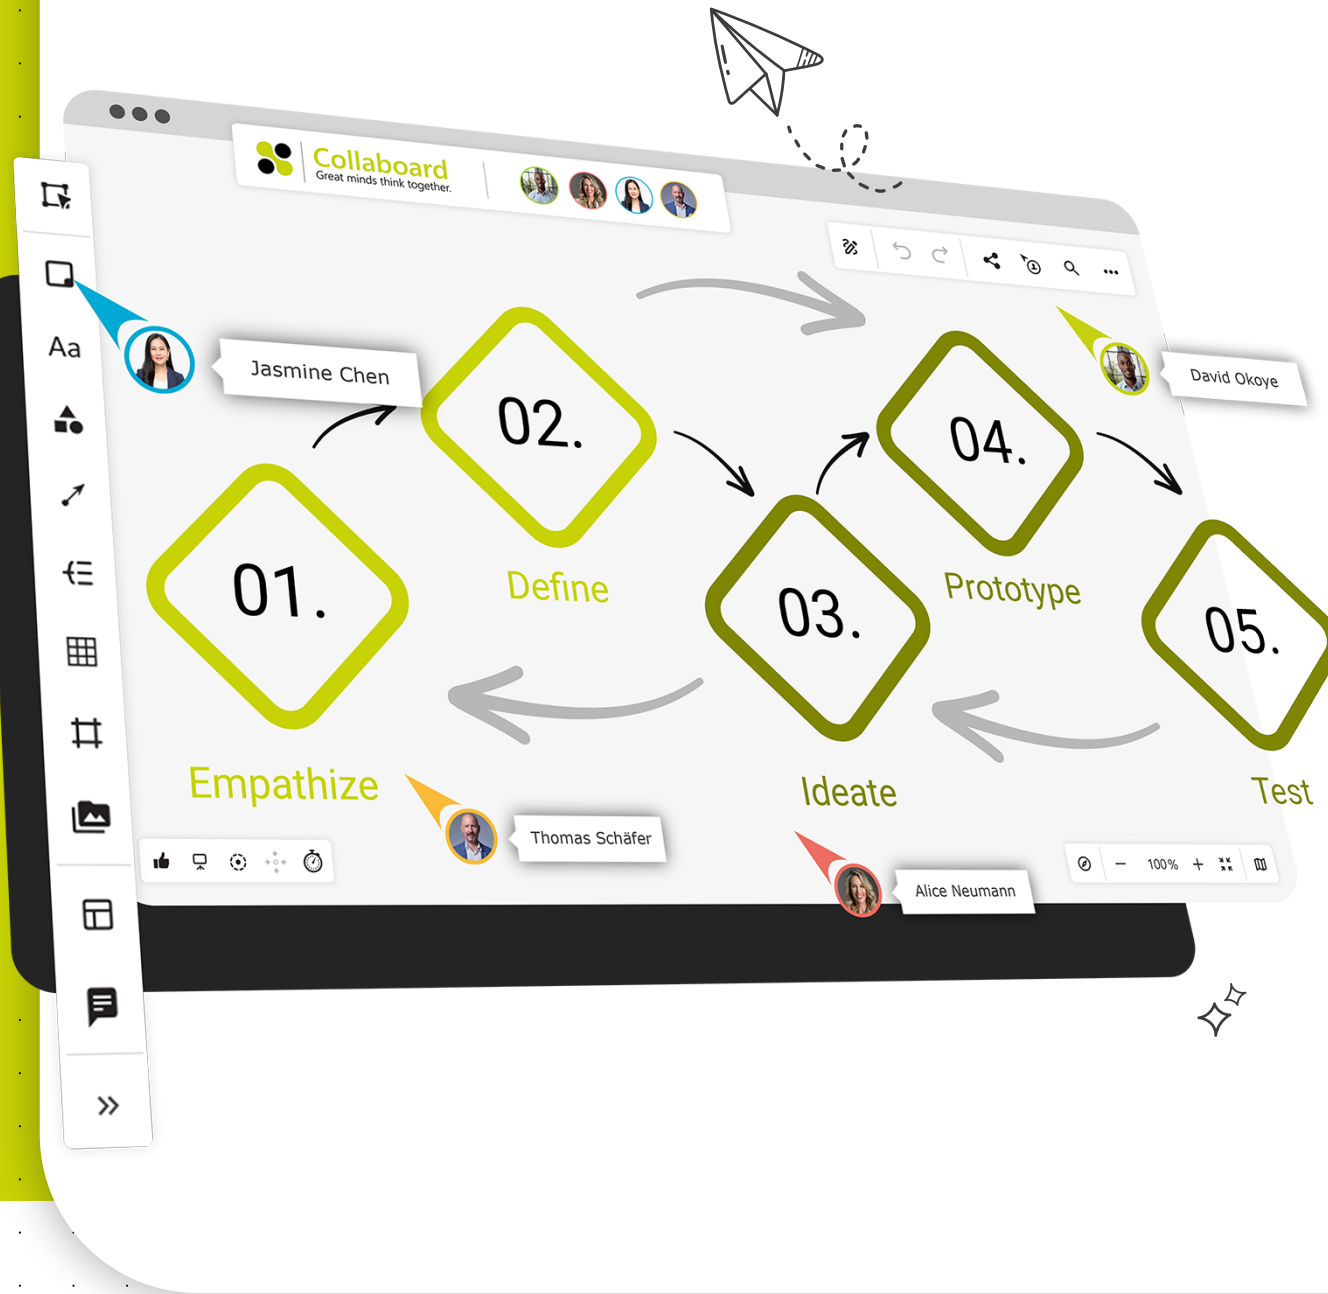 Collaboard
Great minds think together.
Aa
Jasmine Chen
David Okoye
02.
04.
01.
03.
05.
Define
Prototype
Empathize
Ideate
Test
Thomas Schäfer
Alice Neumann
100%